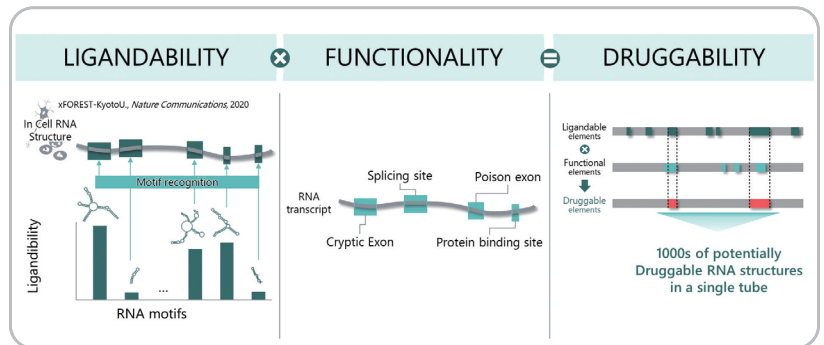 LIGANDABILITY × FUNCTIONALITY = DRUGGABILITY
xFOREST-KyotoU., Nature Communications, 2020
In Cell RNA
Structure
Motif recognition
Ligandibility
...
RNA motifs
Splicing site
Poison exon
RNA
transcript
Cryptic Exon
Protein binding site
Ligandable
elements
×
Functional
elements
Druggable
elements
1000s of potentially
Druggable RNA structures
in a single tube